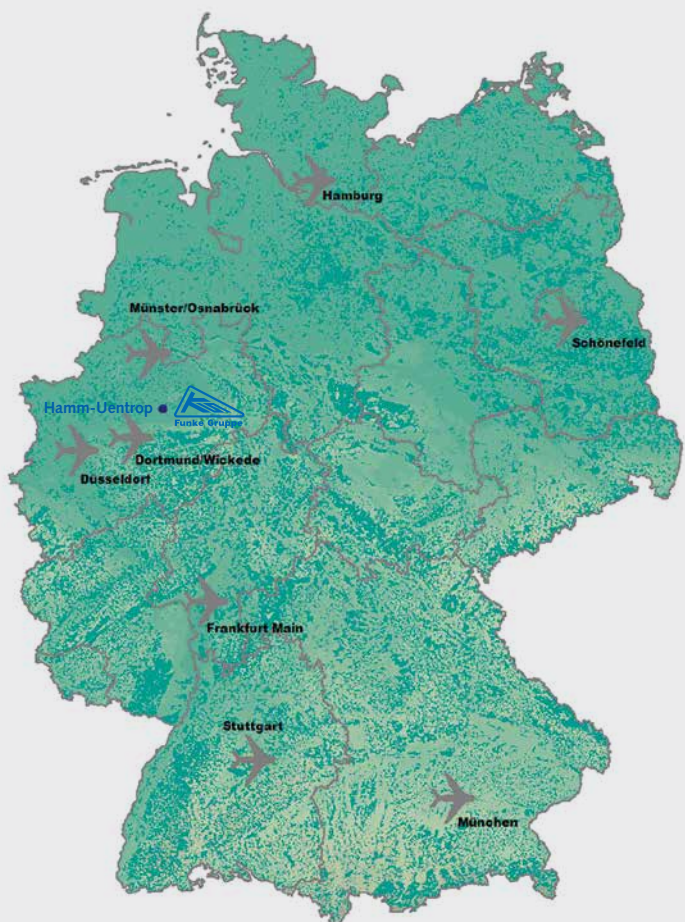 Hamburg
Münster/Osnabrück
Schönefeld
Hamm-Uentrop
Funke Gruppe
Dortmund/Wickede
Düsseldorf
Frankfurt Main
Stuttgart
München